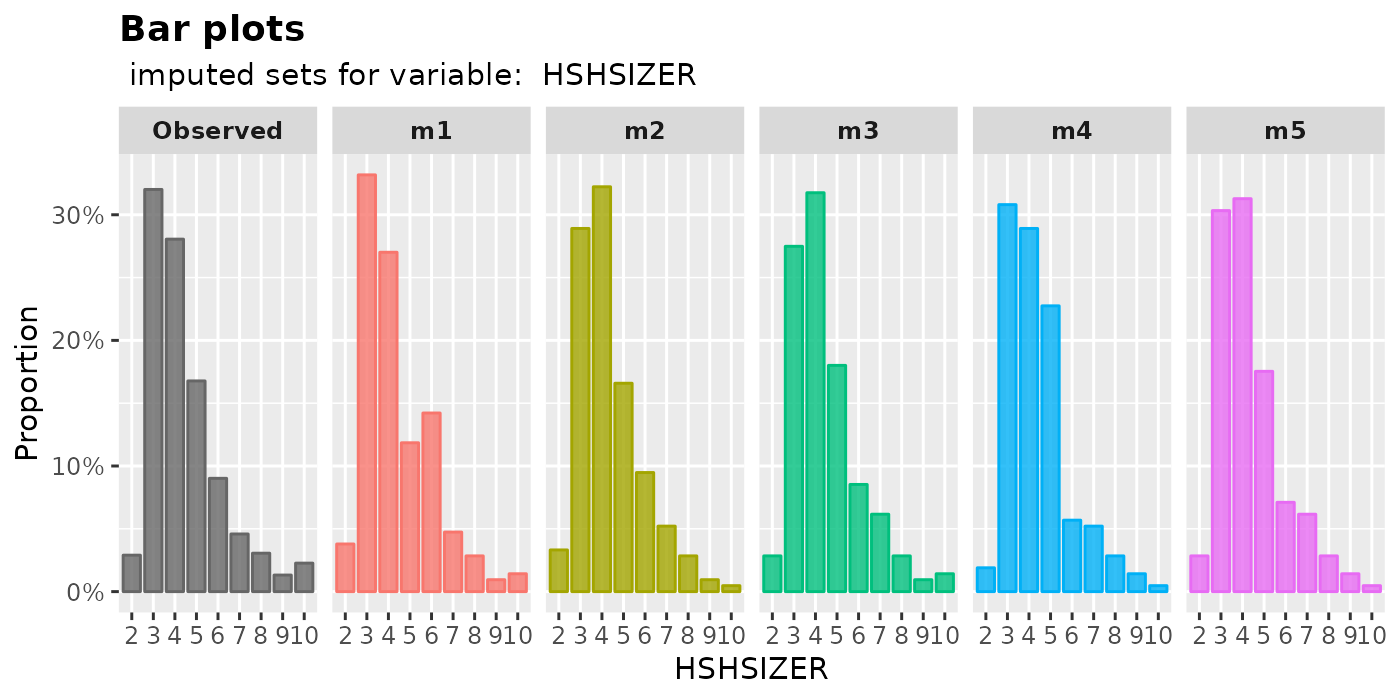 Bar plots
imputed sets for variable:  HSHSIZER
Observed m1 m2 m3 m4 m5
Proportion
30%
20%
10%
0%
2 3 4 5 6 7 8 9 10 2 3 4 5 6 7 8 9 10 2 3 4 5 6 7 8 9 10 2 3 4 5 6 7 8 9 10 2 3 4 5 6 7 8 9 10 2 3 4 5 6 7 8 9 10
HSHSIZER